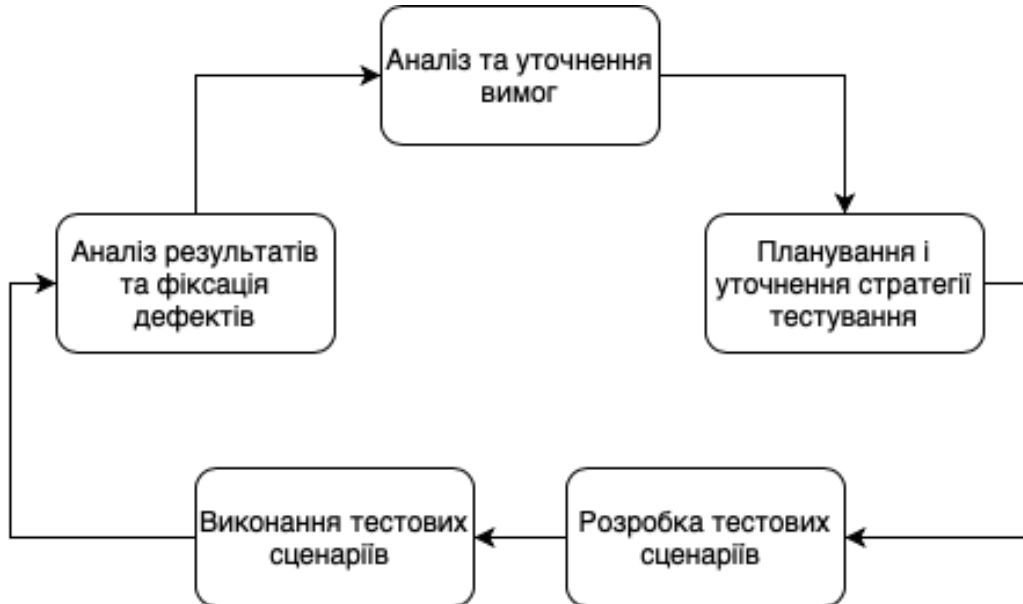 Аналіз та уточнення
вимог
Аналіз результатів
та фіксація
дефектів
Планування і
уточнення стратегії
тестування
Виконання тестових
сценаріїв
Розробка тестових
сценаріїв